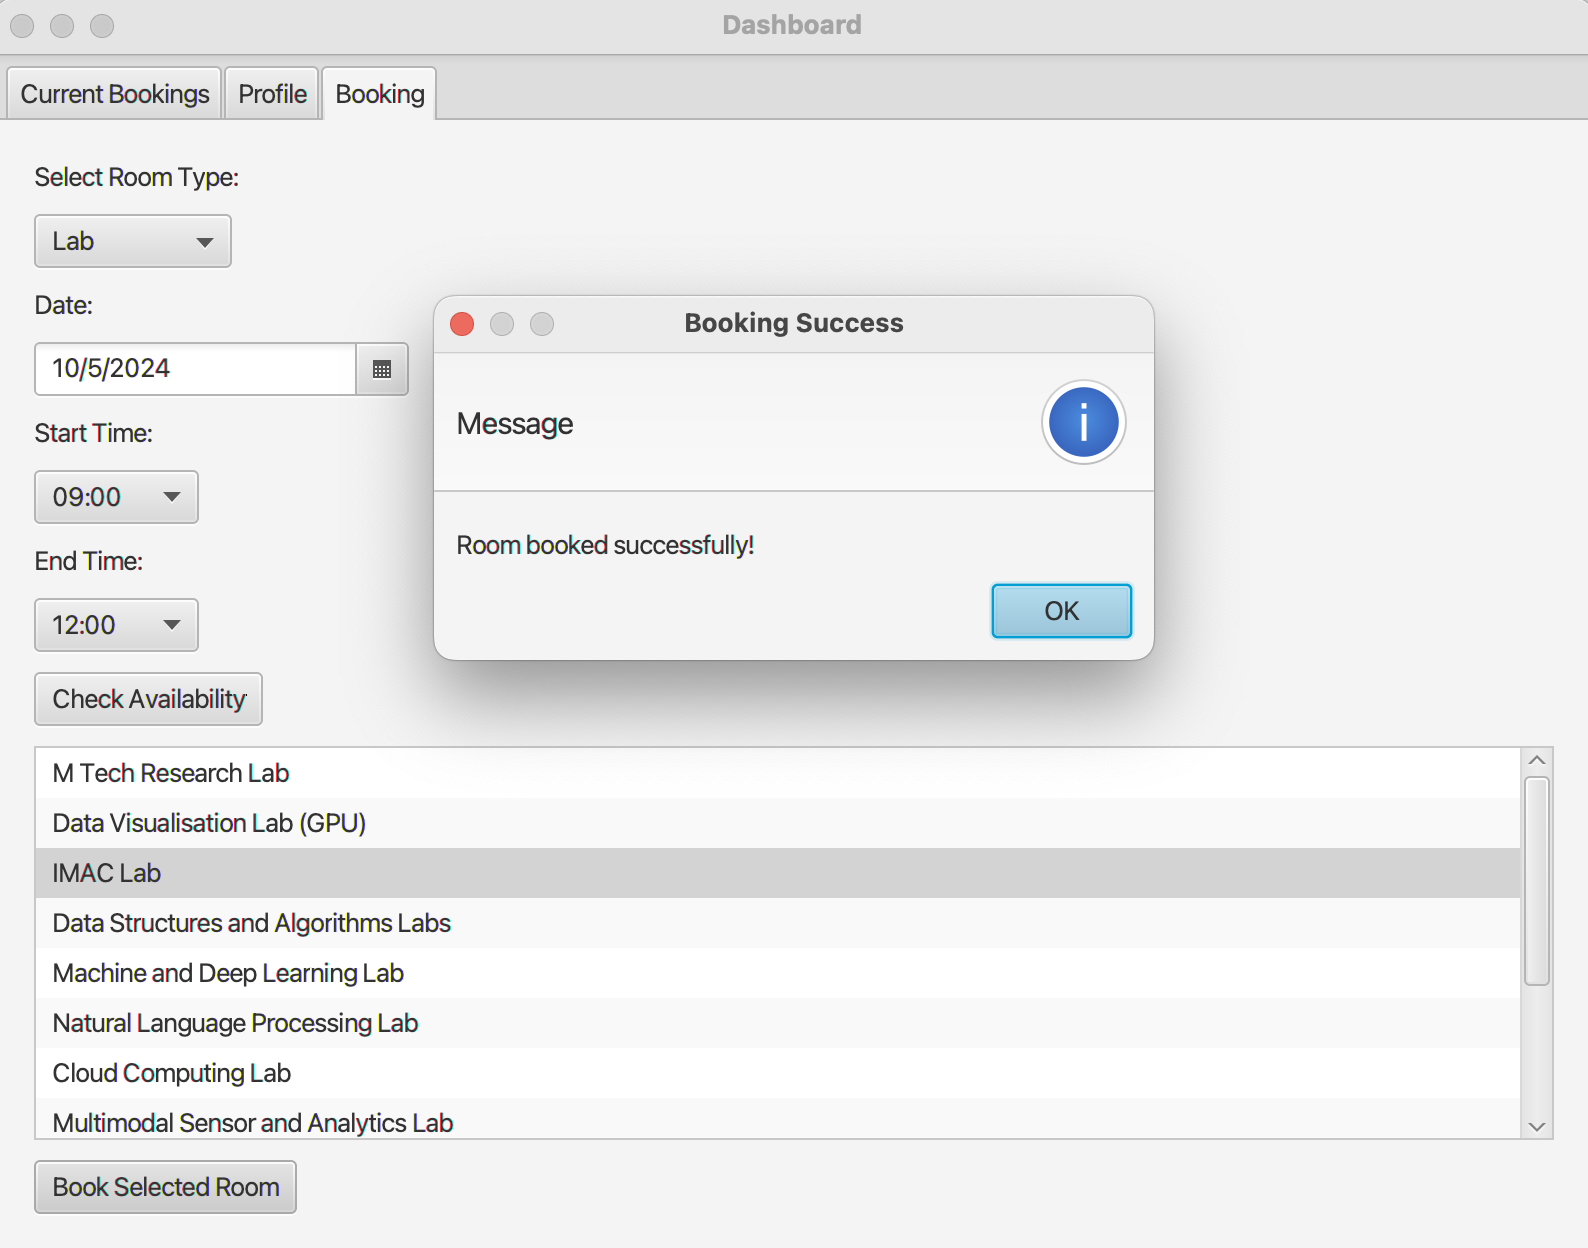 Dashboard
Current Bookings Profile Booking
Select Room Type:
Lab
Date:
10/5/2024
Start Time:
09:00
End Time:
12:00
Check Availability
Booking Success
Message
i
Room booked successfully!
OK
M Tech Research Lab
Data Visualisation Lab (GPU)
IMAC Lab
Data Structures and Algorithms Labs
Machine and Deep Learning Lab
Natural Language Processing Lab
Cloud Computing Lab
Multimodal Sensor and Analytics Lab
Book Selected Room